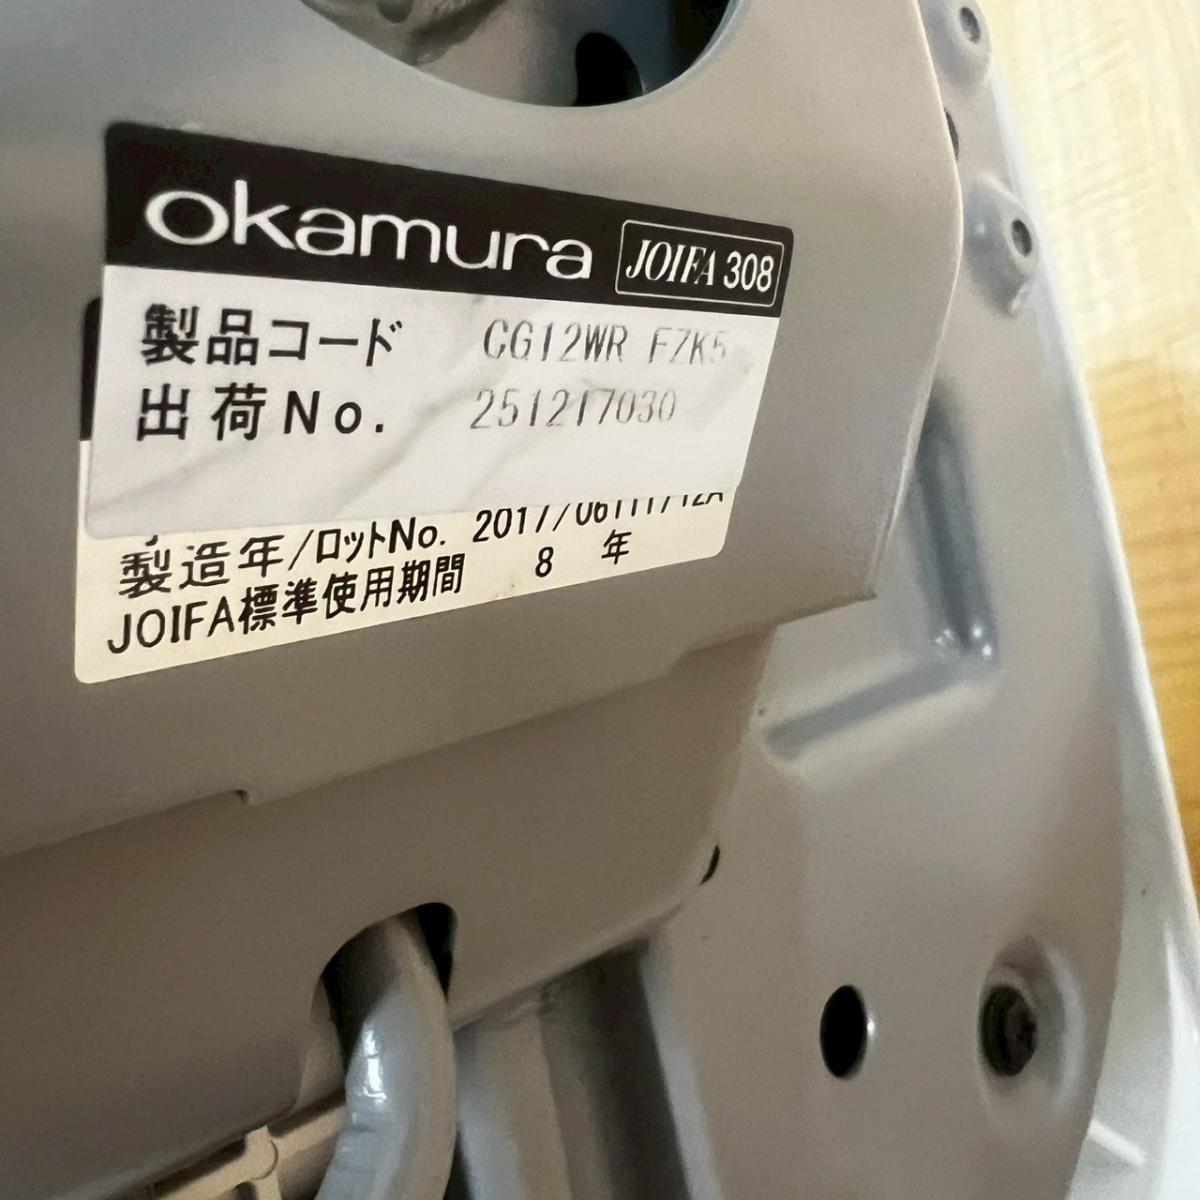 okamura JOIFA 308
製品コード CG12WR FZK5
出荷No. 251217030
製造年/ロットNo. 2017/
JOIFA標準使用期間 8 年